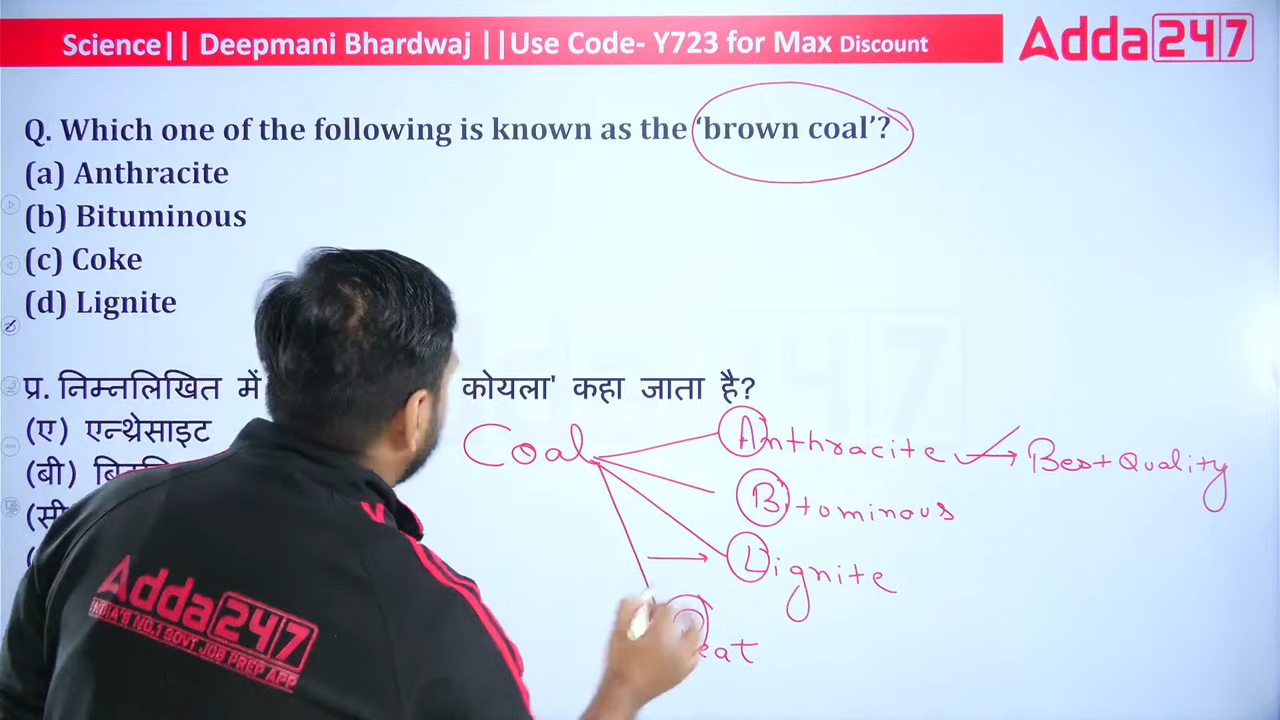 Science|| Deepmani Bhardwaj ||Use Code- Y723 for Max Discount
Adda247
Q. Which one of the following is known as the 'brown coal'?
(a) Anthracite
(b) Bituminous
(c) Coke
(d) Lignite
प्र. निम्नलिखित में कोयला' कहा जाता है?
(ए) एन्थ्रेसाइट
(बी)
(सी
Coal
Anthracite → Best Quality
Bitominous
Lignite
eat
Adda247
INDIA'S NO.1 GOVT JOB PREP APP
Adda247